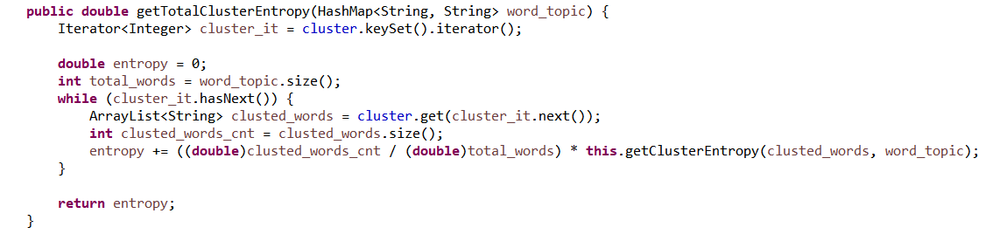 public double getTotalClusterEntropy(HashMap<String, String> word_topic) {
Iterator<Integer> cluster_it = cluster.keySet().iterator();
double entropy = 0;
int total_words = word_topic.size();
while (cluster_it.hasNext()) {
ArrayList<String> clusted_words = cluster.get(cluster_it.next());
int clusted_words_cnt = clusted_words.size();
entropy += ((double)clusted_words_cnt / (double)total_words) * this.getClusterEntropy(clusted_words, word_topic);
}
return entropy;
}